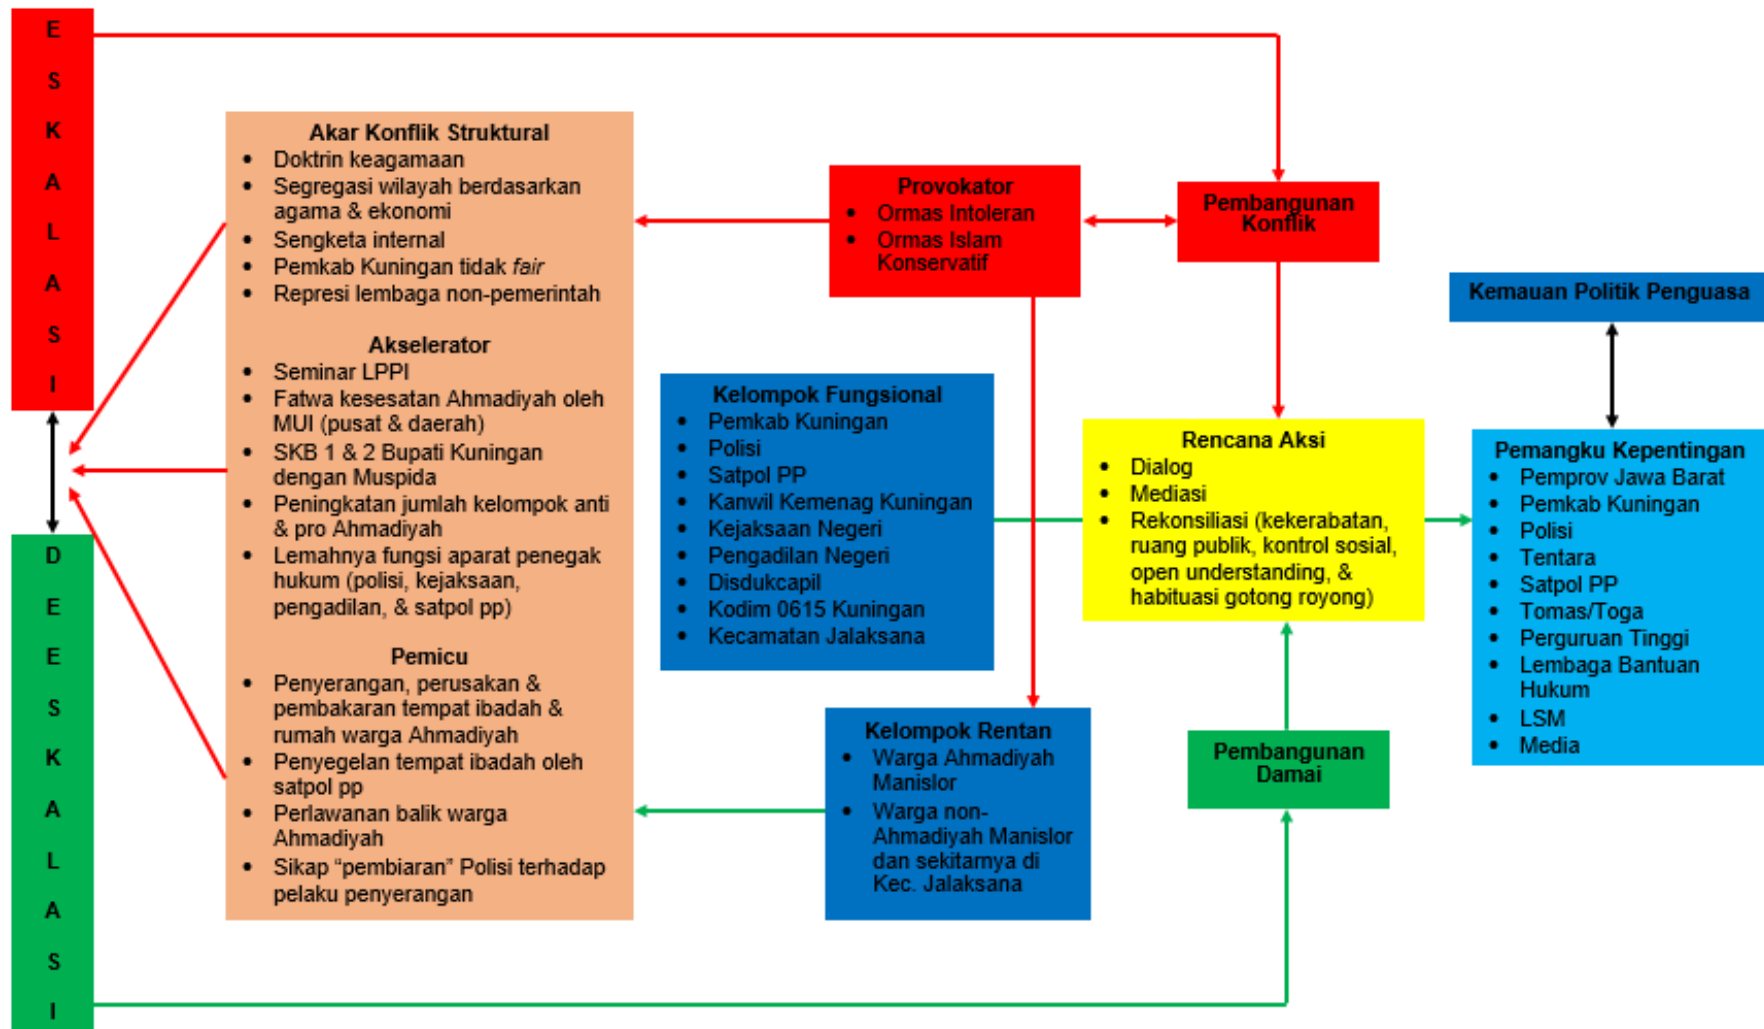 E
S
K
A
L
A
S
I
D
E
E
S
K
A
L
A
S
I
Akar Konflik Struktural
• Doktrin keagamaan
• Segregasi wilayah berdasarkan
agama & ekonomi
• Sengketa internal
• Pemkab Kuningan tidak fair
• Represi lembaga non-pemerintah
Akselerator
• Seminar LPPI
• Fatwa kesesatan Ahmadiyah oleh
MUI (pusat & daerah)
• SKB 1 & 2 Bupati Kuningan
dengan Muspida
• Peningkatan jumlah kelompok anti
& pro Ahmadiyah
• Lemahnya fungsi aparat penegak
hukum (polisi, kejaksaan,
pengadilan, & satpol pp)
Pemicu
• Penyerangan, perusakan &
pembakaran tempat ibadah &
rumah warga Ahmadiyah
• Penyegelan tempat ibadah oleh
satpol pp
• Perlawanan balik warga
Ahmadiyah
• Sikap “pembiaran” Polisi terhadap
pelaku penyerangan
Provokator
• Ormas Intoleran
• Ormas Islam
Konservatif
Pembangunan
Konflik
Kelompok Fungsional
• Pemkab Kuningan
• Polisi
• Satpol PP
• Kanwil Kemenag Kuningan
• Kejaksaan Negeri
• Pengadilan Negeri
• Disdukcapil
• Kodim 0615 Kuningan
• Kecamatan Jalaksana
Kelompok Rentan
• Warga Ahmadiyah
Manislor
• Warga non-
Ahmadiyah Manislor
dan sekitarnya di
Kec. Jalaksana
Rencana Aksi
• Dialog
• Mediasi
• Rekonsiliasi (kekerabatan,
ruang publik, kontrol sosial,
open understanding, &
habituasi gotong royong)
Pembangunan
Damai
Kemauan Politik Penguasa
Pemangku Kepentingan
• Pemprov Jawa Barat
• Pemkab Kuningan
• Polisi
• Tentara
• Satpol PP
• Tomas/Toga
• Perguruan Tinggi
• Lembaga Bantuan
Hukum
• LSM
• Media